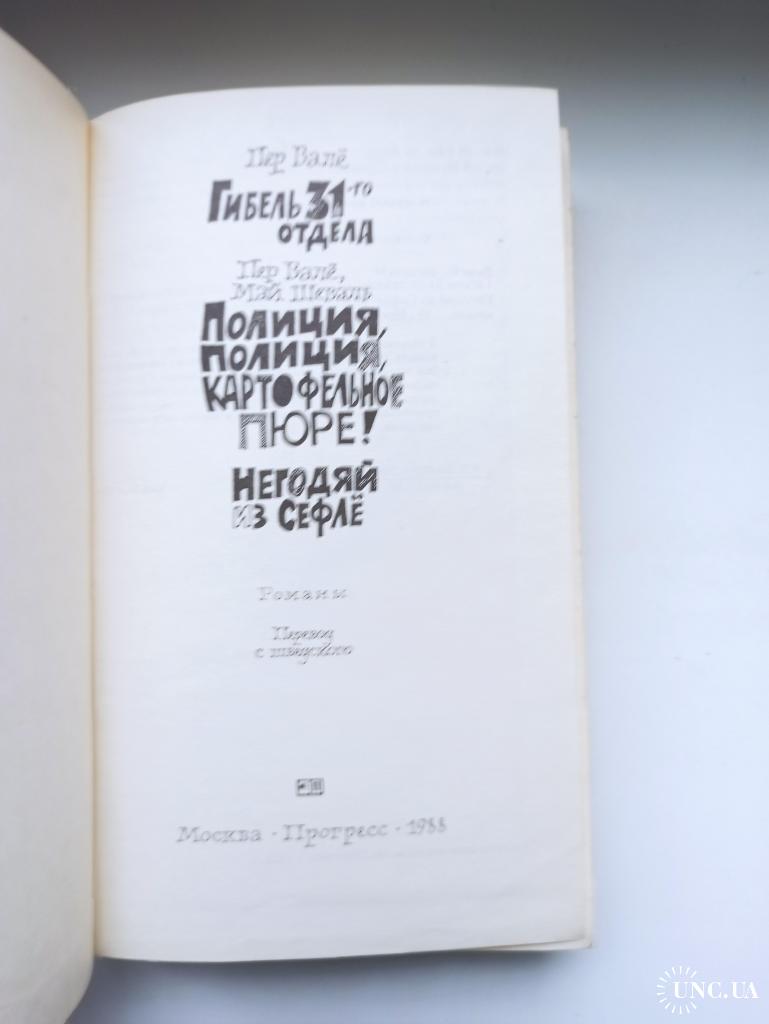 Пер Валё
Гибель 31-го
отдела
Пер Валё,
Май Шеваль
Полиция,
полиция,
картофельное
пюре!
Негодяй
из Сефлё
Романы
Перевод
с шведского
Москва · Прогресс · 1988
UNC.UA